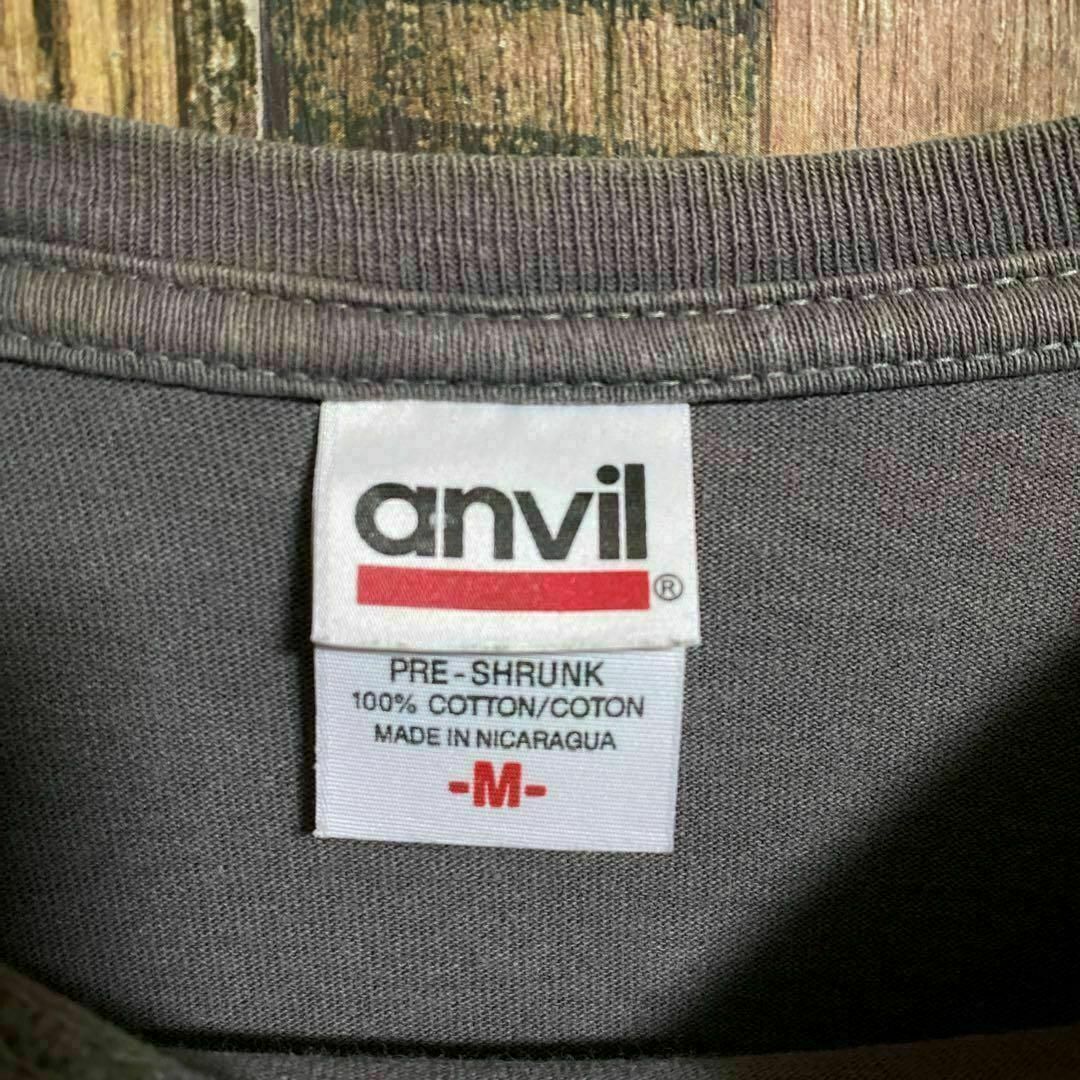 anvil
®
PRE-SHRUNK
100% COTTON/COTON
MADE IN NICARAGUA
-M-